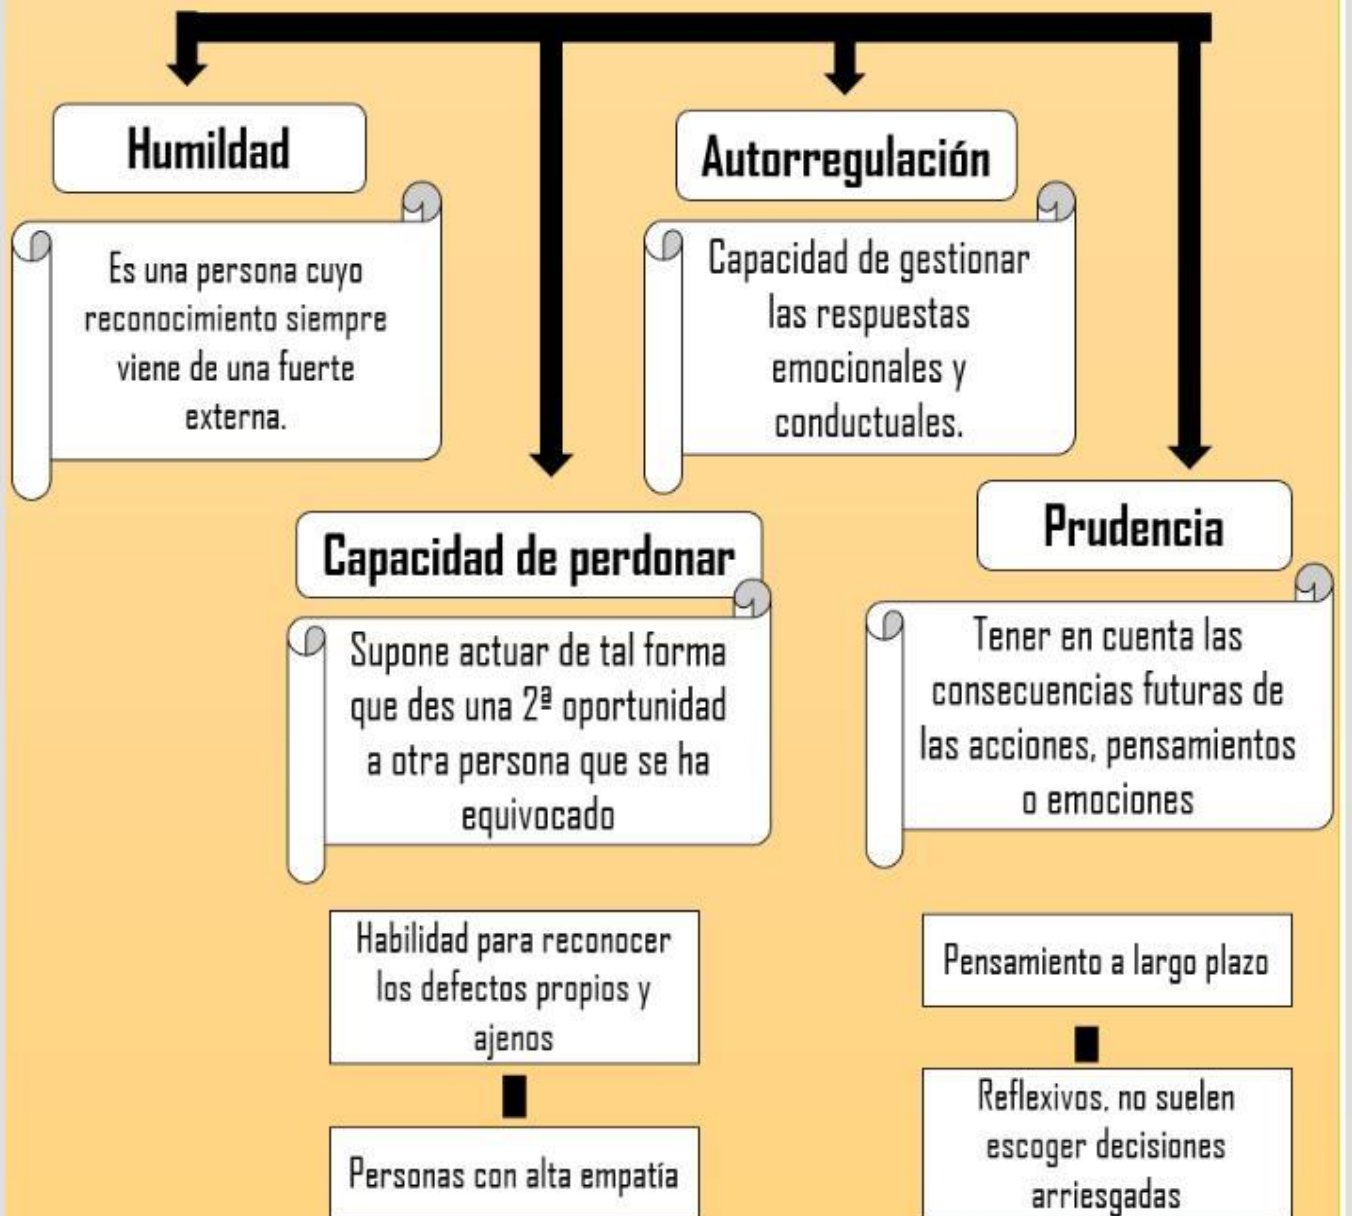 Humildad
Es una persona cuyo
reconocimiento siempre
viene de una fuerte
externa.
Autorregulación
Capacidad de gestionar
las respuestas
emocionales y
conductuales.
Capacidad de perdonar
Supone actuar de tal forma
que des una 2ª oportunidad
a otra persona que se ha
equivocado
Habilidad para reconocer
los defectos propios y
ajenos
Personas con alta empatía
Prudencia
Tener en cuenta las
consecuencias futuras de
las acciones, pensamientos
o emociones
Pensamiento a largo plazo
Reflexivos, no suelen
escoger decisiones
arriesgadas